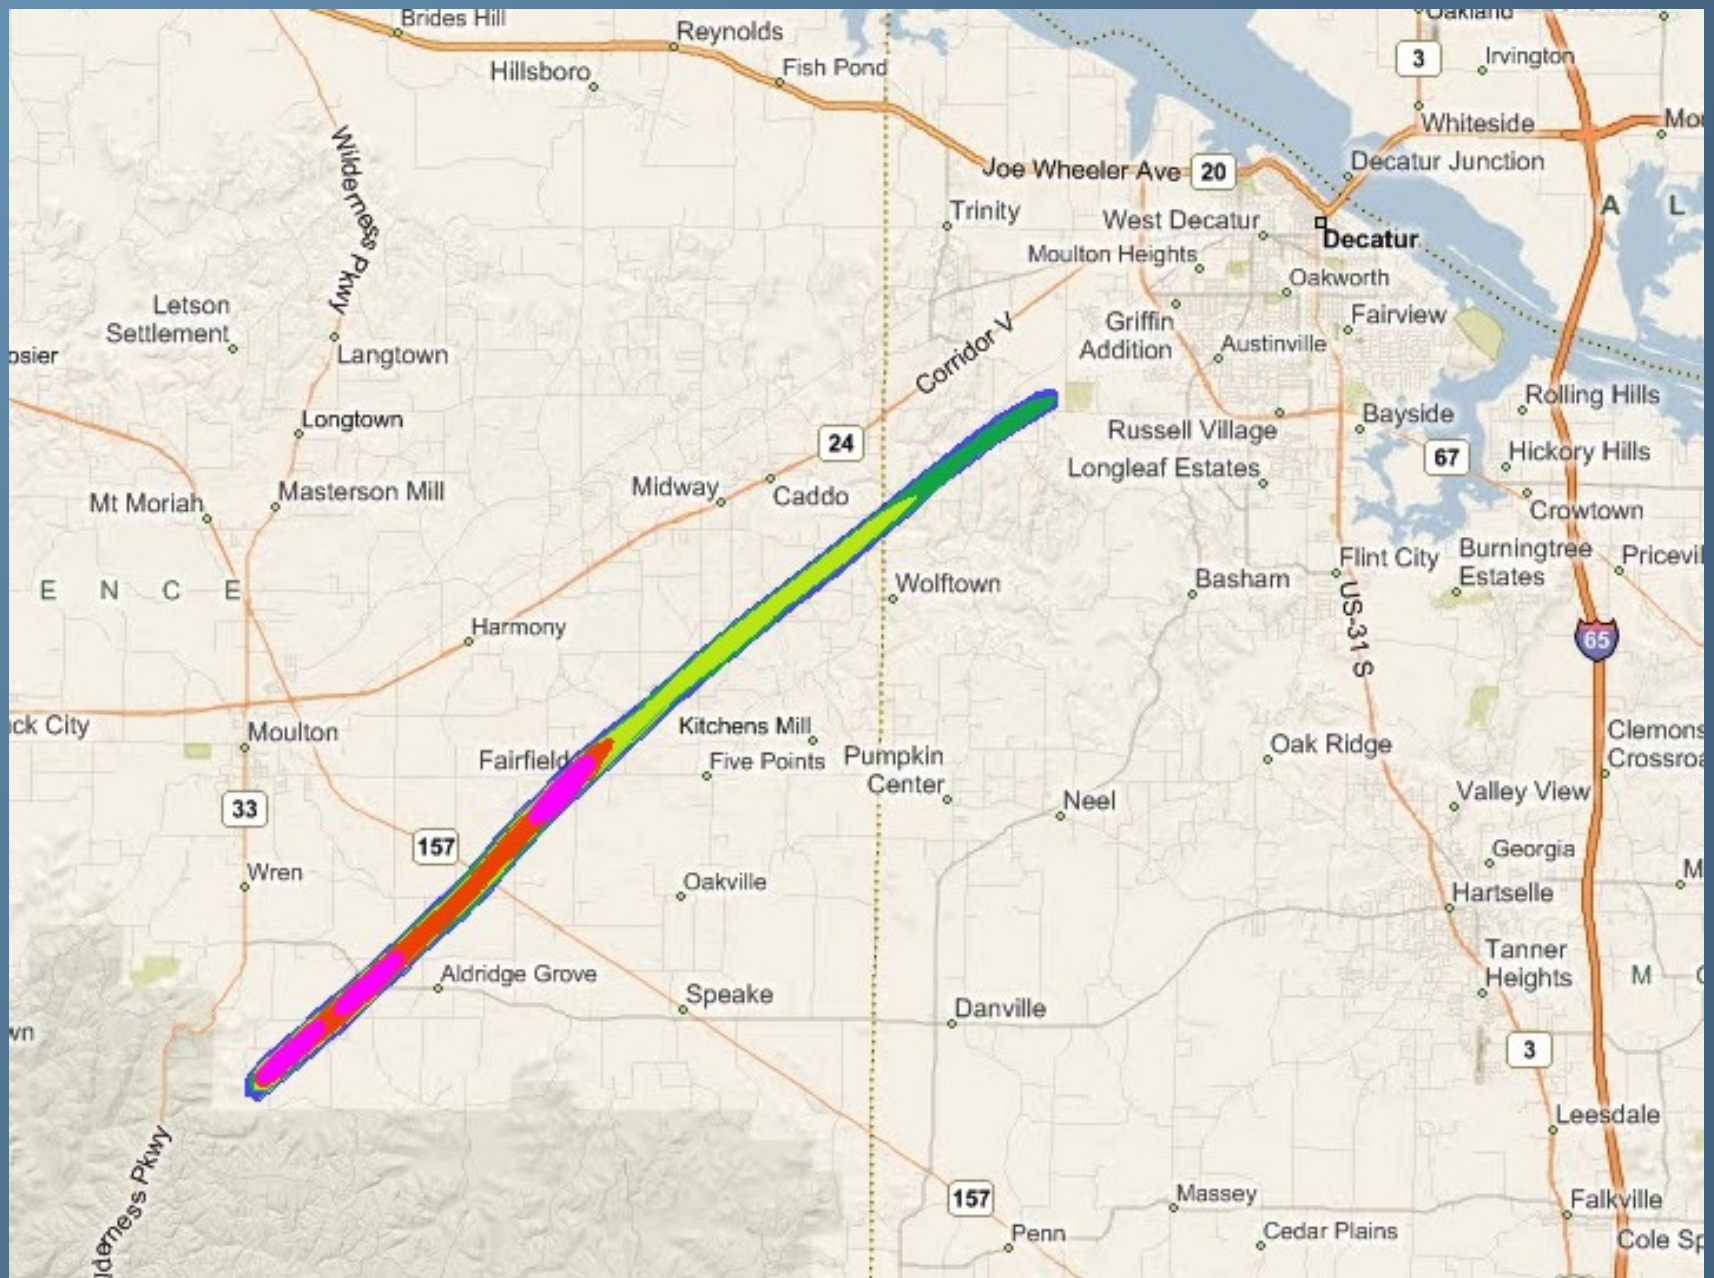 Brides Hill
Reynolds
Oakland
Hillsboro
Fish Pond
3
Irvington
Whiteside
Wilderness Pkwy
Joe Wheeler Ave
20
Decatur Junction
Trinity
West Decatur
A L
Decatur
Moulton Heights
Oakworth
Letson
Settlement
Griffin
Addition
Fairview
Corridor V
Austinville
Langtown
Rolling Hills
Longtown
Bayside
Russell Village
24
67
Hickory Hills
Longleaf Estates
Mt Moriah
Masterson Mill
Midway
Caddo
Crowtown
Flint City
Burningtree
Estates
E N C E
Wolftown
Basham
US-31 S
Harmony
65
Moulton
Kitchens Mill
Fairfield
Five Points
Pumpkin
Center
Oak Ridge
33
Neel
Valley View
157
Georgia
Wren
Oakville
Hartselle
Tanner
Heights
M
Aldridge Grove
Speake
Danville
3
Leesdale
157
Massey
Falkville
Penn
Cedar Plains